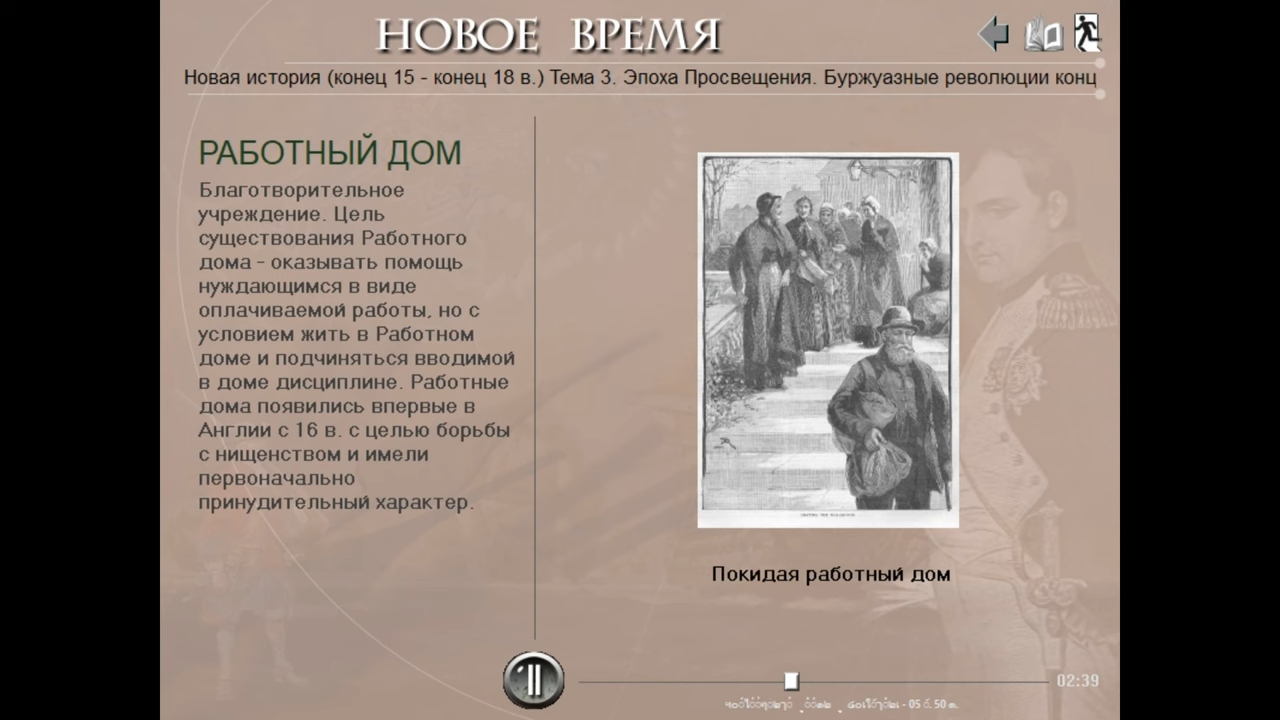 НОВОЕ ВРЕМЯ
Новая история (конец 15 - конец 18 в.) Тема 3. Эпоха Просвещения. Буржуазные революции конц
РАБОТНЫЙ ДОМ
Благотворительное
учреждение. Цель
существования Работного
дома - оказывать помощь
нуждающимся в виде
оплачиваемой работы, но с
условием жить в Работном
доме и подчиняться вводимой
в доме дисциплине. Работные
дома появились впервые в
Англии с 16 в. с целью борьбы
с нищенством и имели
первоначально
принудительный характер.
Покидая работный дом
02:39